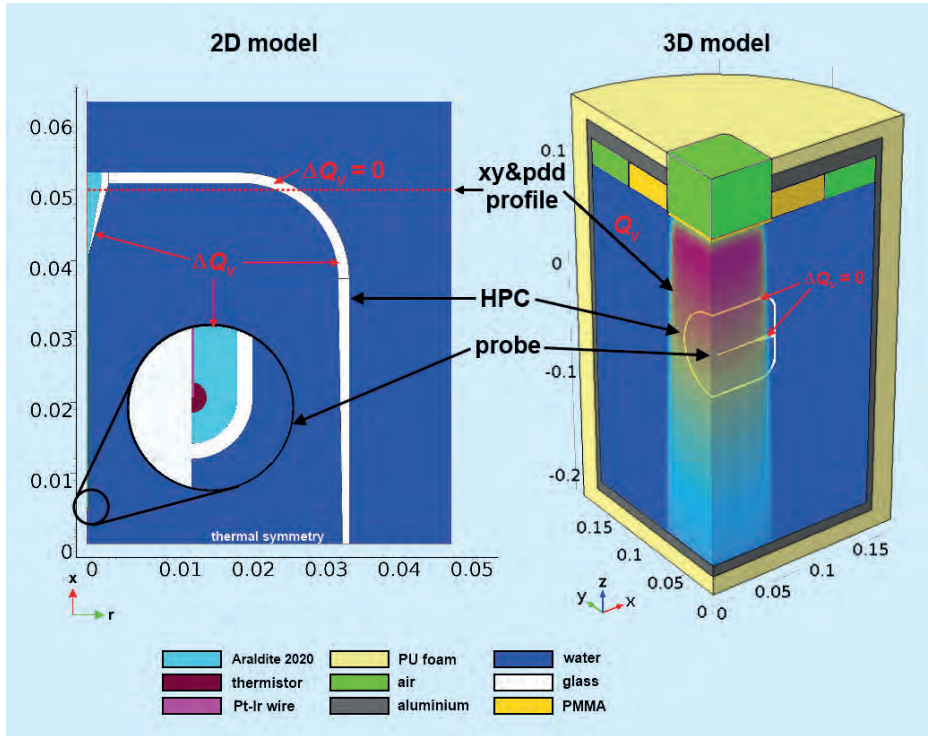 2D model
3D model
0.06
0.05
0.04
0.03
0.02
0.01
0
0
0.01
0.02
0.03
0.04
0.05
x
r
ΔQv = 0
ΔQv
thermal symmetry
xy&pdd
profile
HPC
probe
0.1
0
-0.1
-0.2
Qv
ΔQv = 0
0.15
0.1
0.05
0
0
0.05
0.1
0.15
y
z
x
Araldite 2020
PU foam
water
thermistor
air
glass
Pt-Ir wire
aluminium
PMMA